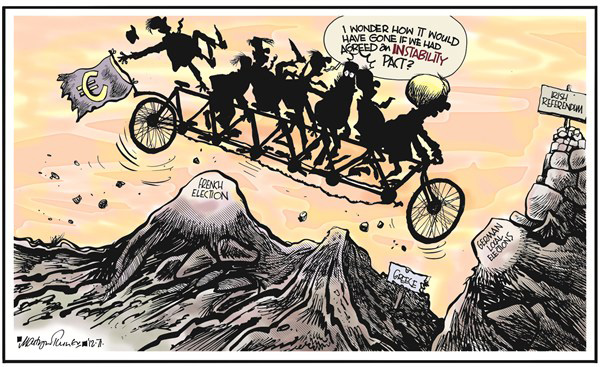 I WONDER HOW IT WOULD
HAVE GONE IF WE HAD
AGREED an INSTABILITY
PACT?
€
IRISH
REFERENDUM
FRENCH
ELECTION
GERMAN
LOCAL
ELECTIONS
GREECE